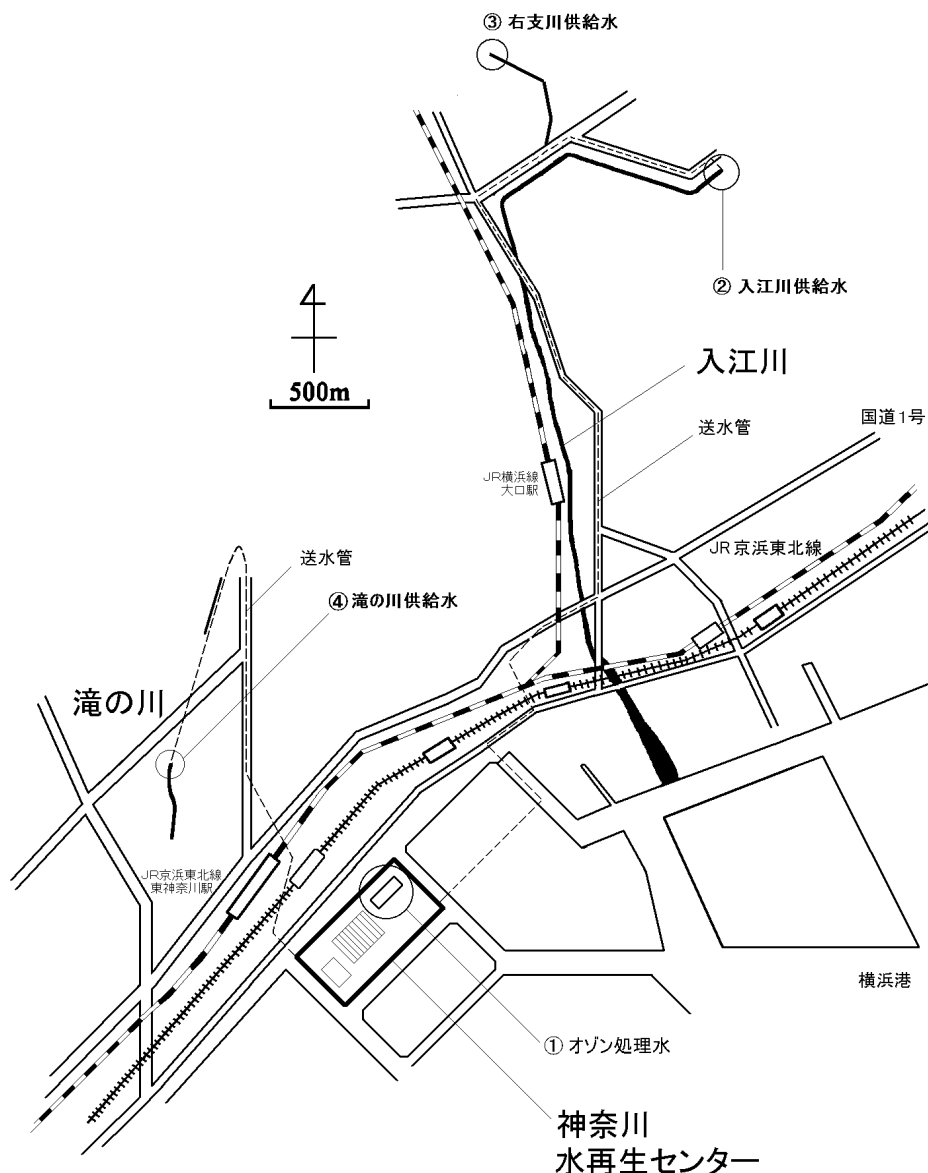 ③ 右支川供給水
② 入江川供給水
500m
入江川
国道1号
送水管
JR横浜線
大口駅
JR京浜東北線
送水管
④滝の川供給水
滝の川
JR京浜東北線
東神奈川駅
横浜港
① オゾン処理水
神奈川
水再生センター